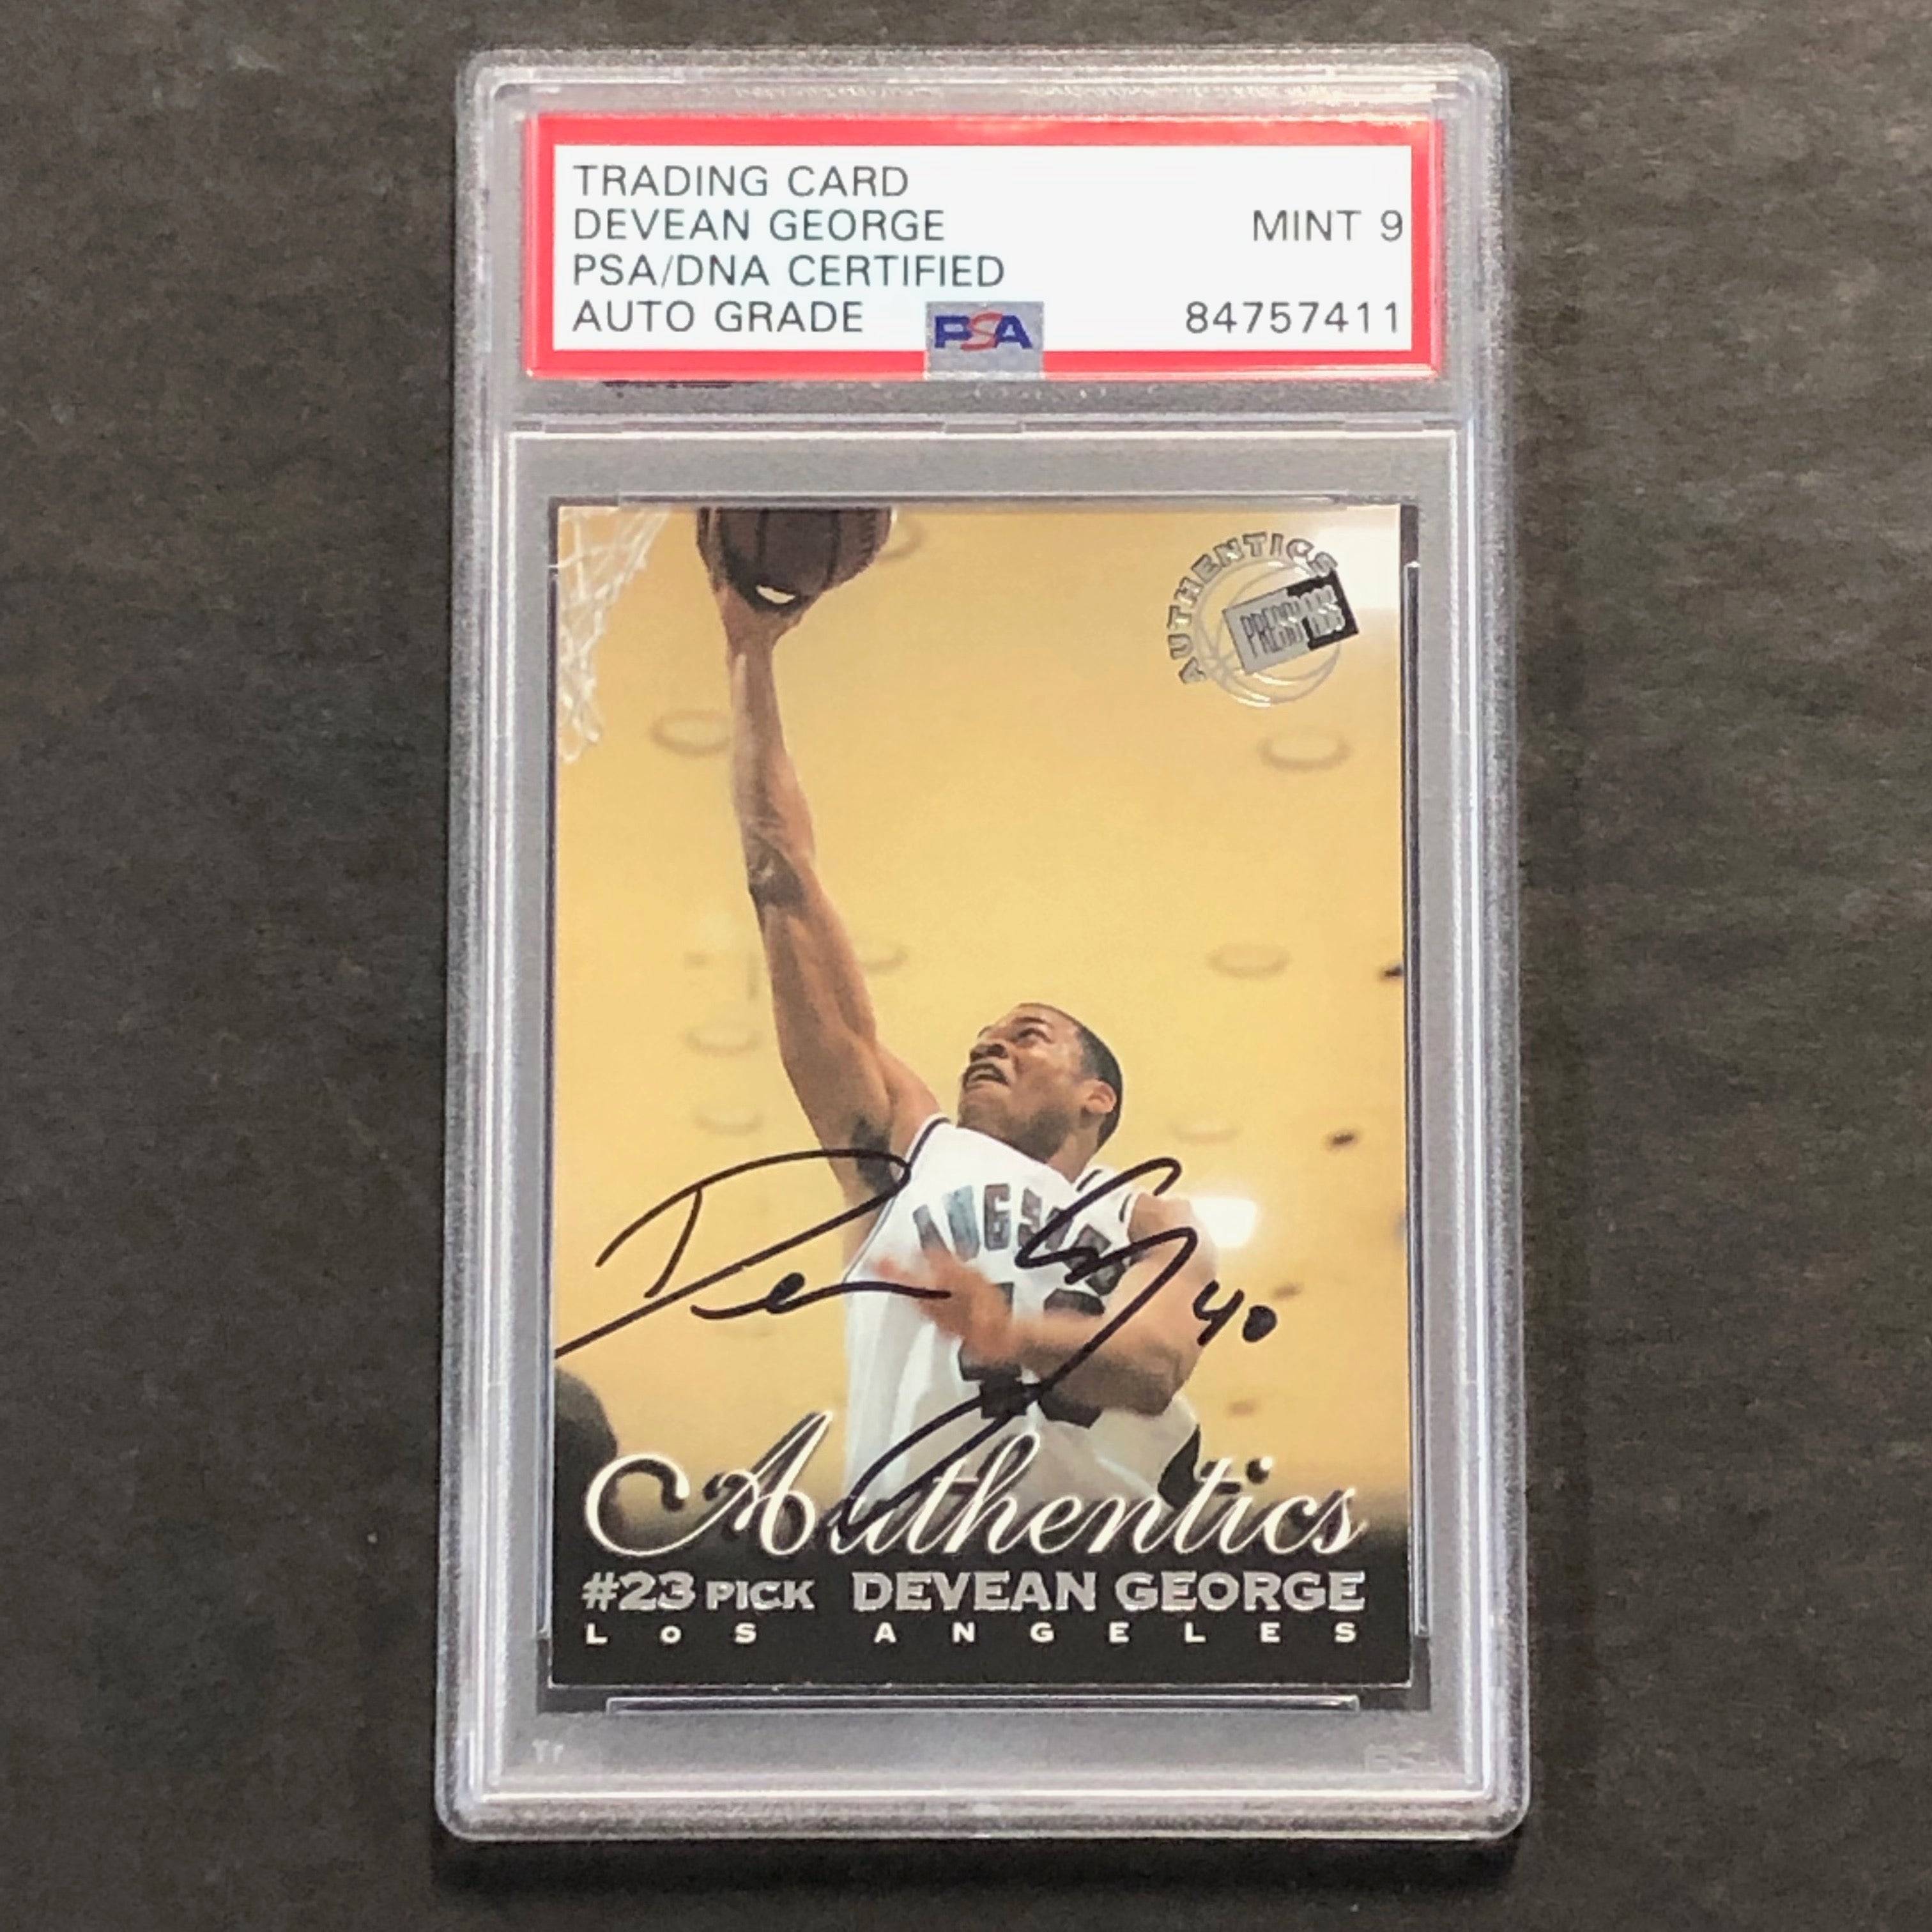 TRADING CARD
DEVEAN GEORGE MINT 9
PSA/DNA CERTIFIED
AUTO GRADE PSA 84757411
AUTHENTICS
PRESS PASS
40
Authentics
#23 PICK DEVEAN GEORGE
LoS ANGELES